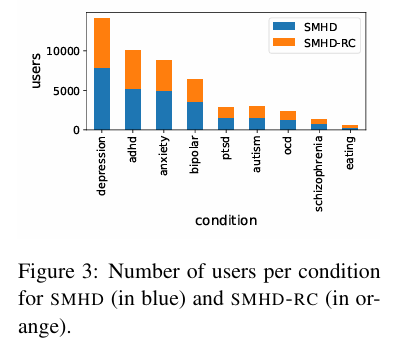 SMHD
SMHD-RC
10000
5000
0
users
depression
adhd
anxiety
bipolar
ptsd
autism
ocd
schizophrenia
eating
condition
Figure 3: Number of users per condition
for SMHD (in blue) and SMHD-RC (in or-
ange).